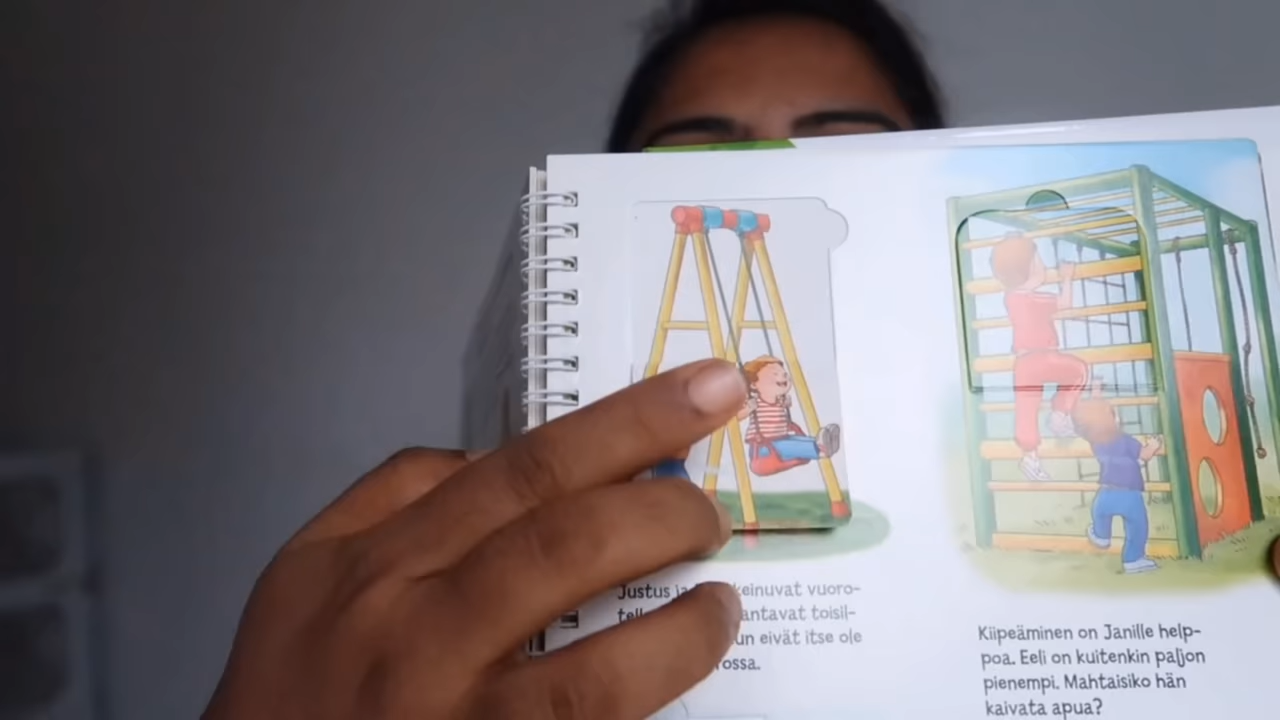 Justus ja keinuvat vuoro-
antavat toisil-
un eivät itse ole
rossa.
Kiipeäminen on Janille help-
poa. Eeli on kuitenkin paljon
pienempi. Mahtaisiko hän
kaivata apua?